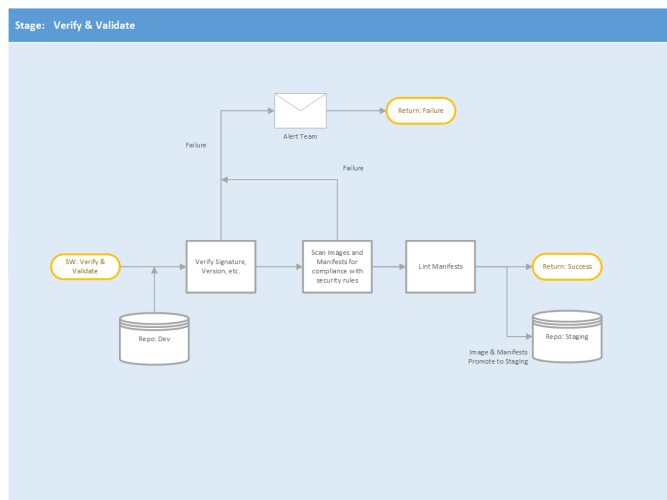 Stage: Verify & Validate
Return: Failure
Alert Team
Failure
Failure
SW: Verify &
Validate
Verify Signature,
Version, etc.
Scan Images and
Manifests for
compliance with
security rules
Lint Manifests
Return: Success
Repo: Dev
Repo: Staging
Image & Manifests
Promote to Staging